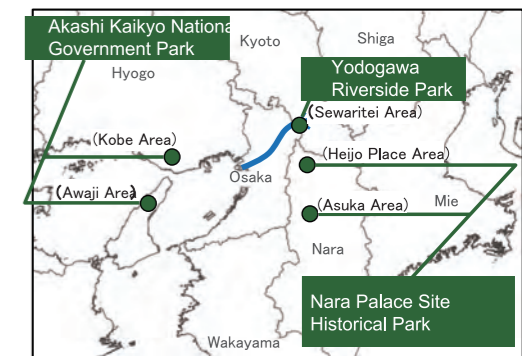 Akashi Kaikyo Nationa
Government Park
Kyoto
Shiga
Hyogo
Yodogawa
Riverside Park
(Sewaritei Area)
(Kobe Area)
(Heijo Place Area)
Osaka
(Awaji Area)
(Asuka Area)
Mie
Nara
Nara Palace Site
Historical Park
Wakayama